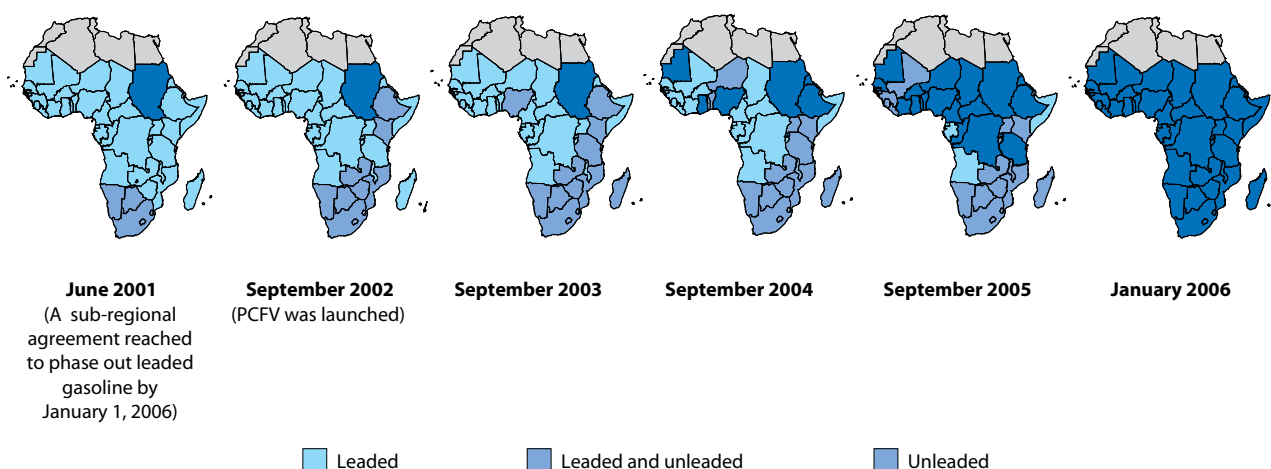 June 2001
(A sub-regional
agreement reached
to phase out leaded
gasoline by
January 1, 2006)
September 2002
(PCFV was launched)
September 2003
September 2004
September 2005
January 2006
Leaded
Leaded and unleaded
Unleaded